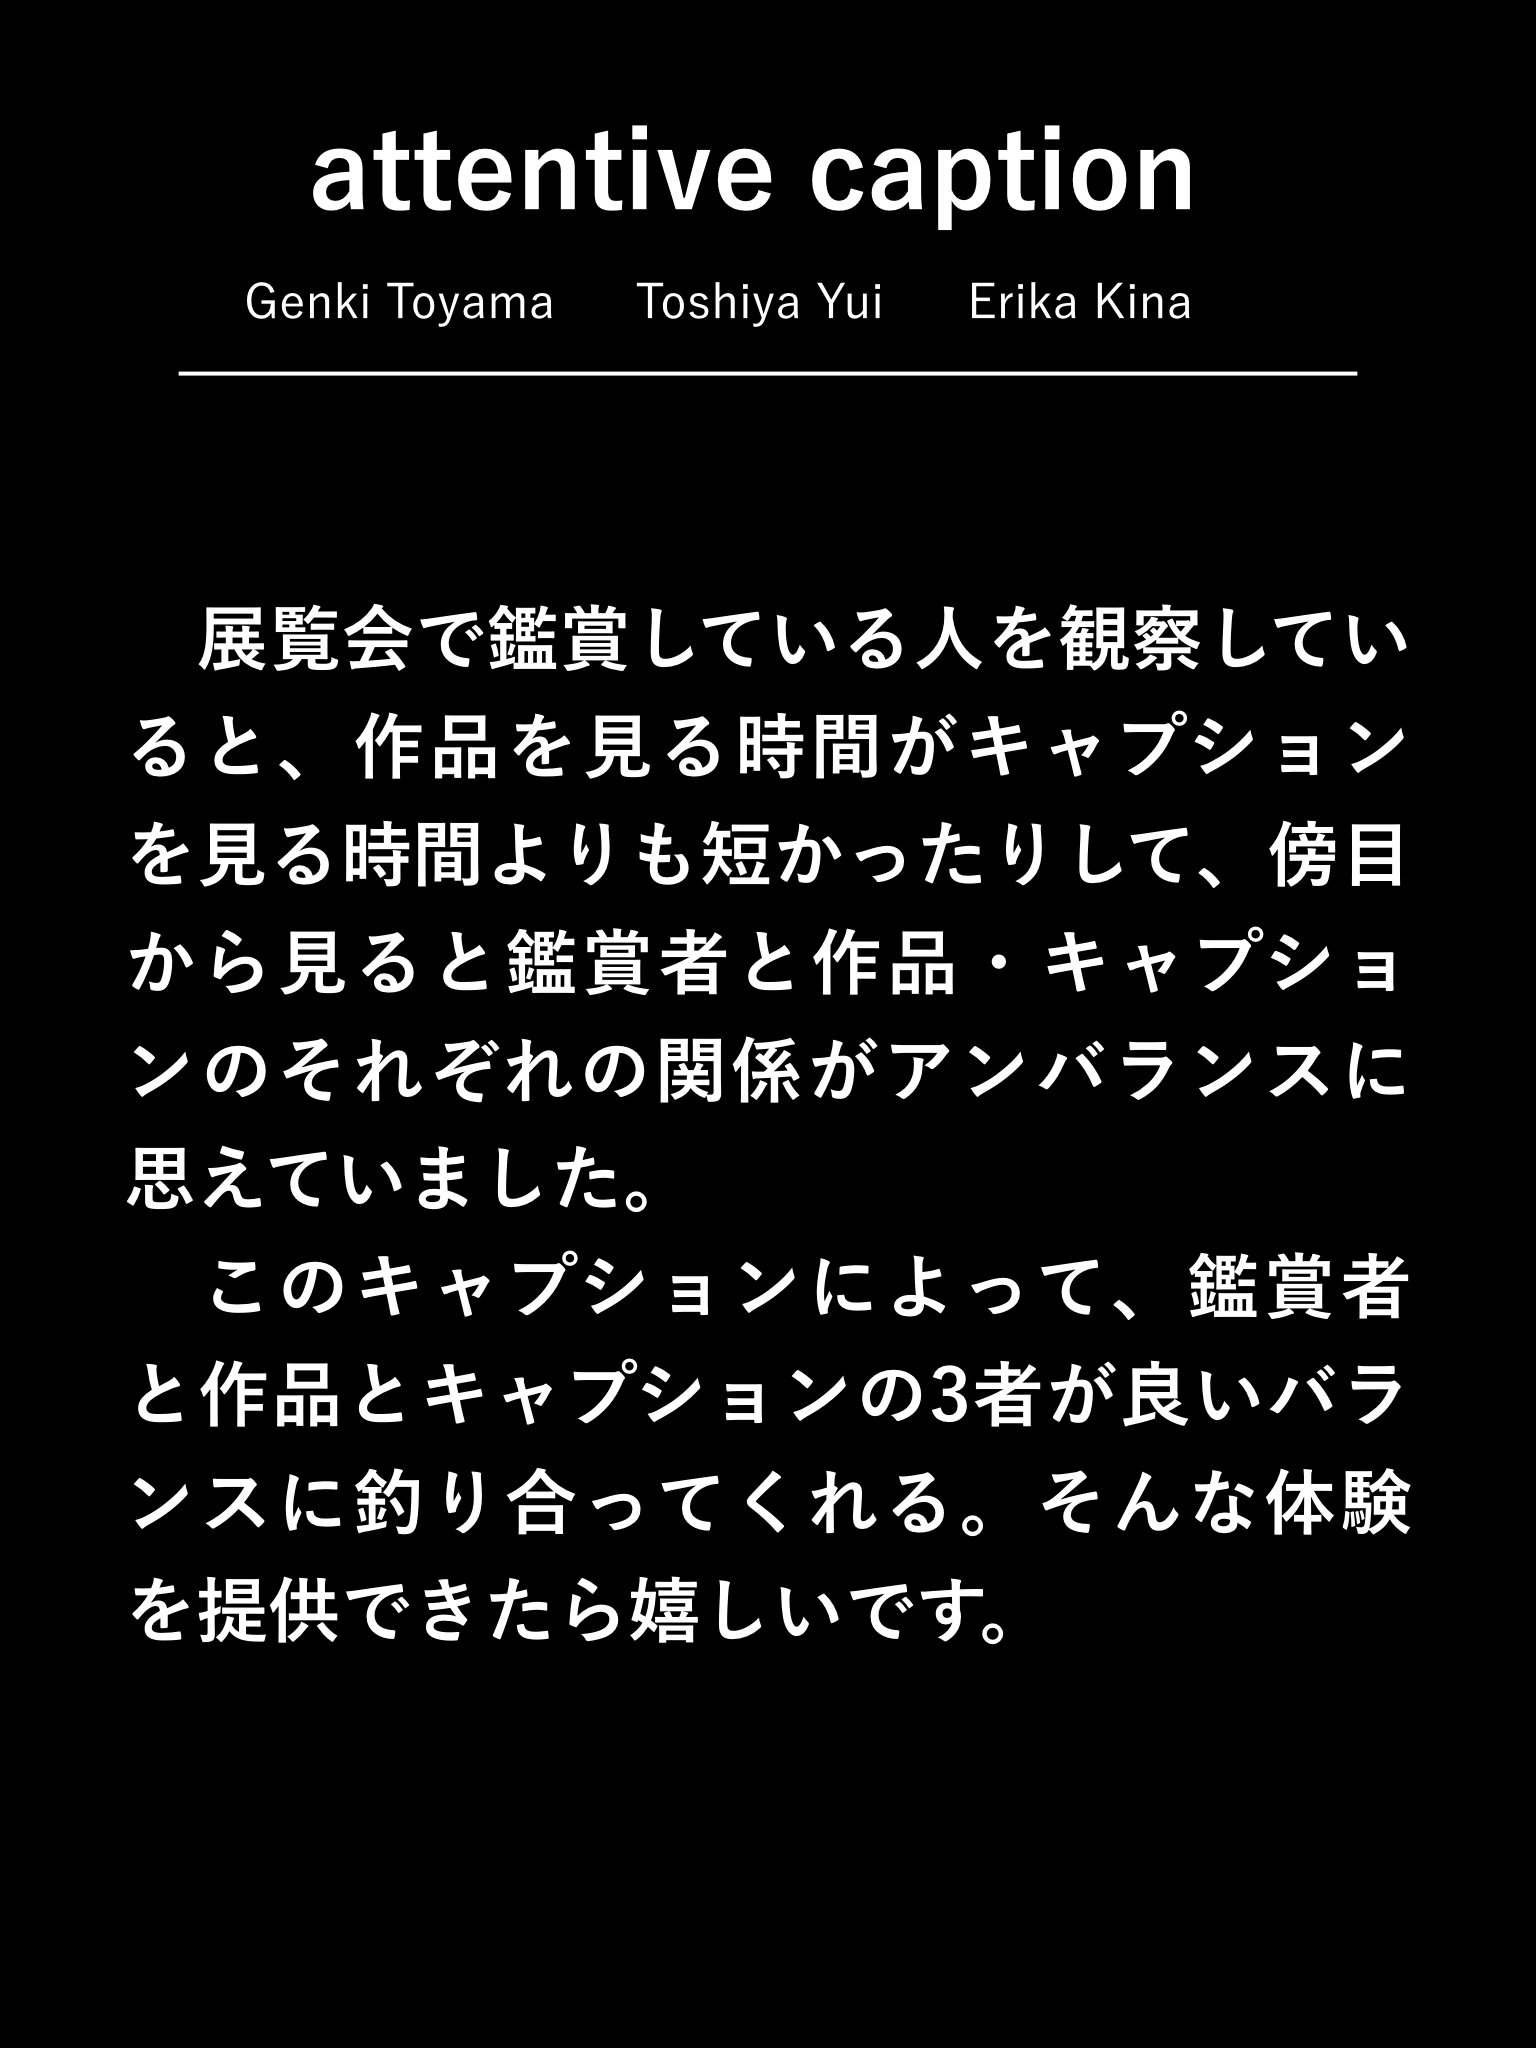 attentive caption
Genki Toyama Toshiya Yui Erika Kina
　展覧会で鑑賞している人を観察してい
ると、作品を見る時間がキャプション
を見る時間よりも短かったりして、傍目
から見ると鑑賞者と作品・キャプショ
ンのそれぞれの関係がアンバランスに
思えていました。
　このキャプションによって、鑑賞者
と作品とキャプションの3者が良いバラ
ンスに釣り合ってくれる。そんな体験
を提供できたら嬉しいです。